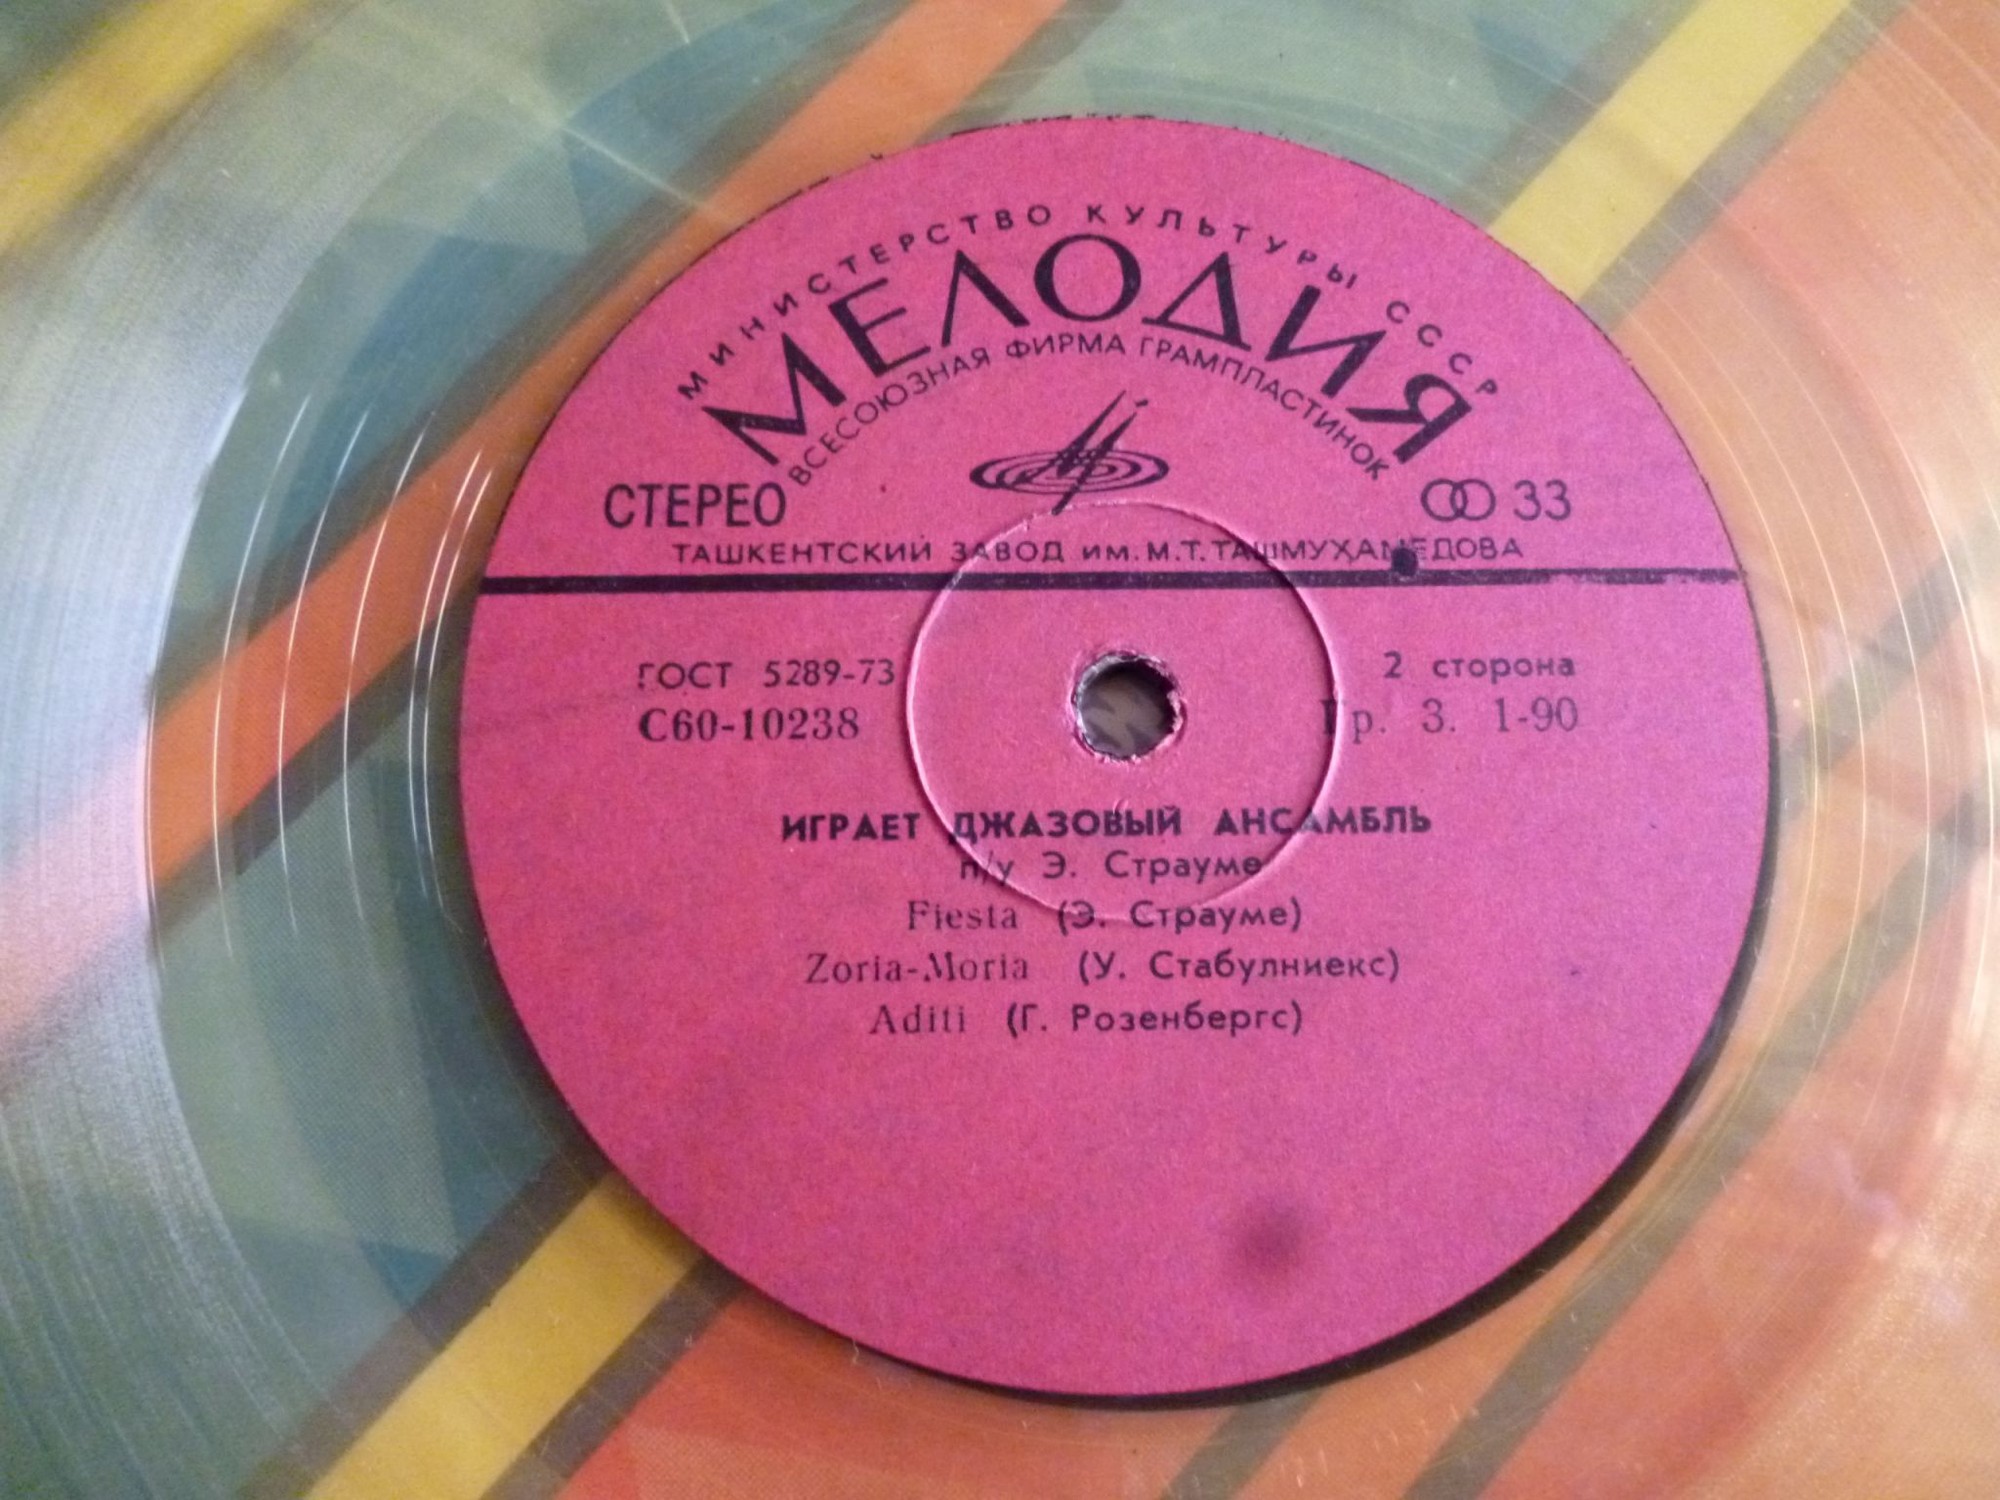 МИНИСТЕРСТВО КУЛЬТУРЫ СССР
МЕЛОДИЯ
ВСЕСОЮЗНАЯ ФИРМА ГРАМПЛАСТИНОК
СТЕРЕО 33
ТАШКЕНТСКИЙ ЗАВОД им. М.Т. ТАШМУХАМЕДОВА
ГОСТ 5289-73 2 сторона
С60-10238 Гр. 3. 1-90
ИГРАЕТ ДЖАЗОВЫЙ АНСАМБЛЬ
п/у Э. Страуме
Fiesta (Э. Страуме)
Zoria-Moria (У. Стабулниекс)
Aditi (Г. Розенбергс)